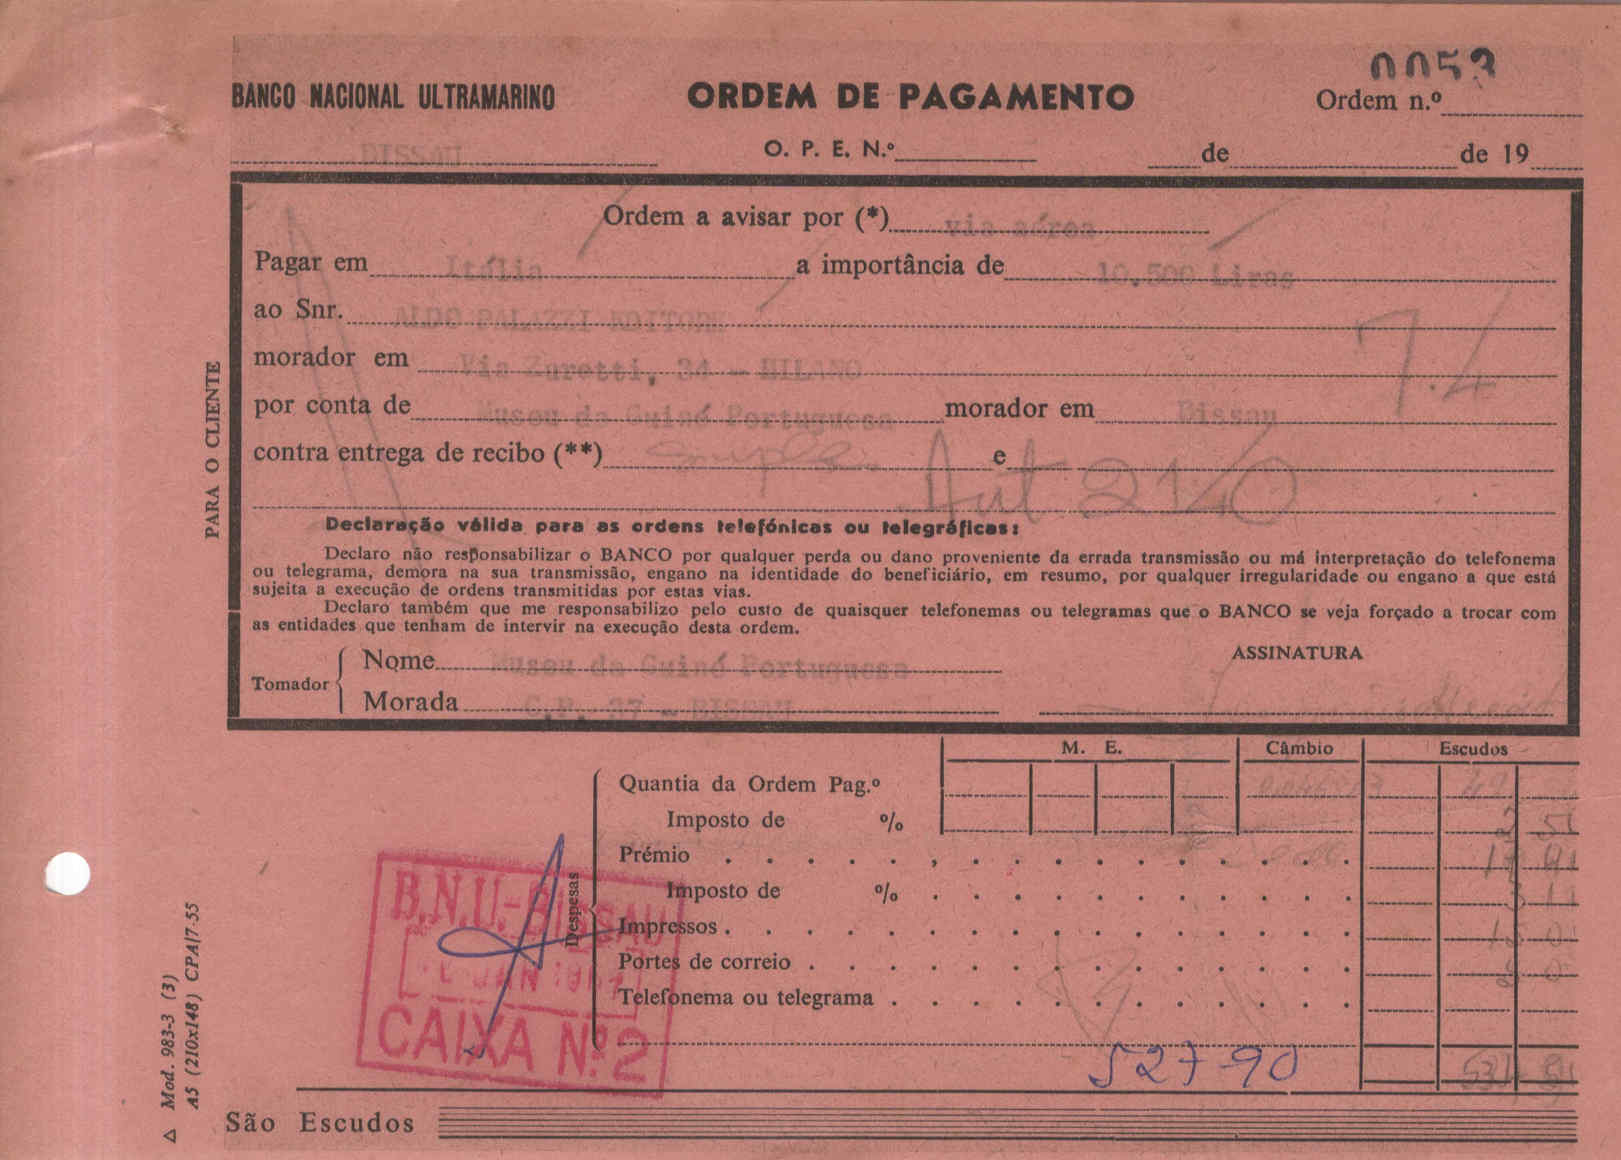 0053
BANCO NACIONAL ULTRAMARINO ORDEM DE PAGAMENTO Ordem n.º
BISSAU O. P. E. N.º de de 19
Ordem a avisar por (*) via aérea
Pagar em Itália a importância de 10.500 Liras
ao Snr. ALDO PALAZZI EDITORE
morador em Via Zuretti, 34 - MILANO
7.4
por conta de Museu da Guiné Portuguesa morador em Bissau
contra entrega de recibo (**) e
Aut 210
Declaração válida para as ordens telefónicas ou telegráficas:
Declaro não responsabilizar o BANCO por qualquer perda ou dano proveniente da errada transmissão ou má interpretação do telefonema
ou telegrama, demora na sua transmissão, engano na identidade do beneficiário, em resumo, por qualquer irregularidade ou engano a que está
sujeita a execução de ordens transmitidas por estas vias.
Declaro também que me responsabilizo pelo custo de quaisquer telefonemas ou telegramas que o BANCO se veja forçado a trocar com
as entidades que tenham de intervir na execução desta ordem.
ASSINATURA
Tomador
Nome Museu da Guiné Portuguesa
Morada C.P. 37 - BISSAU
PARA O CLIENTE
M. E. Câmbio Escudos
Quantia da Ordem Pag.º
Imposto de %
Prémio
Imposto de %
Despesas
Impressos
Portes de correio
Telefonema ou telegrama
B.N.U.-BISSAU
JAN
CAIXA Nº 2
527-90
São Escudos
Mod. 983-3 (3)
A5 (210x148) CPA/7-55